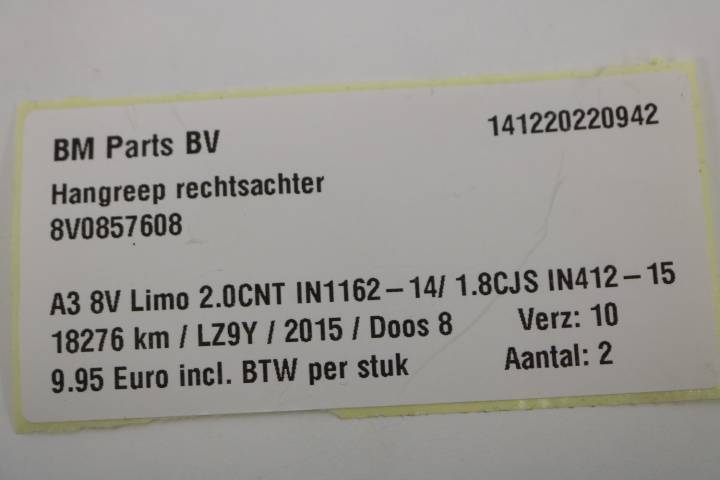 BM Parts BV 141220220942
Hangreep rechtsachter
8V0857608
A3 8V Limo 2.0CNT IN1162-14/ 1.8CJS IN412-15
18276 km / LZ9Y / 2015 / Doos 8 Verz: 10
9.95 Euro incl. BTW per stuk Aantal: 2